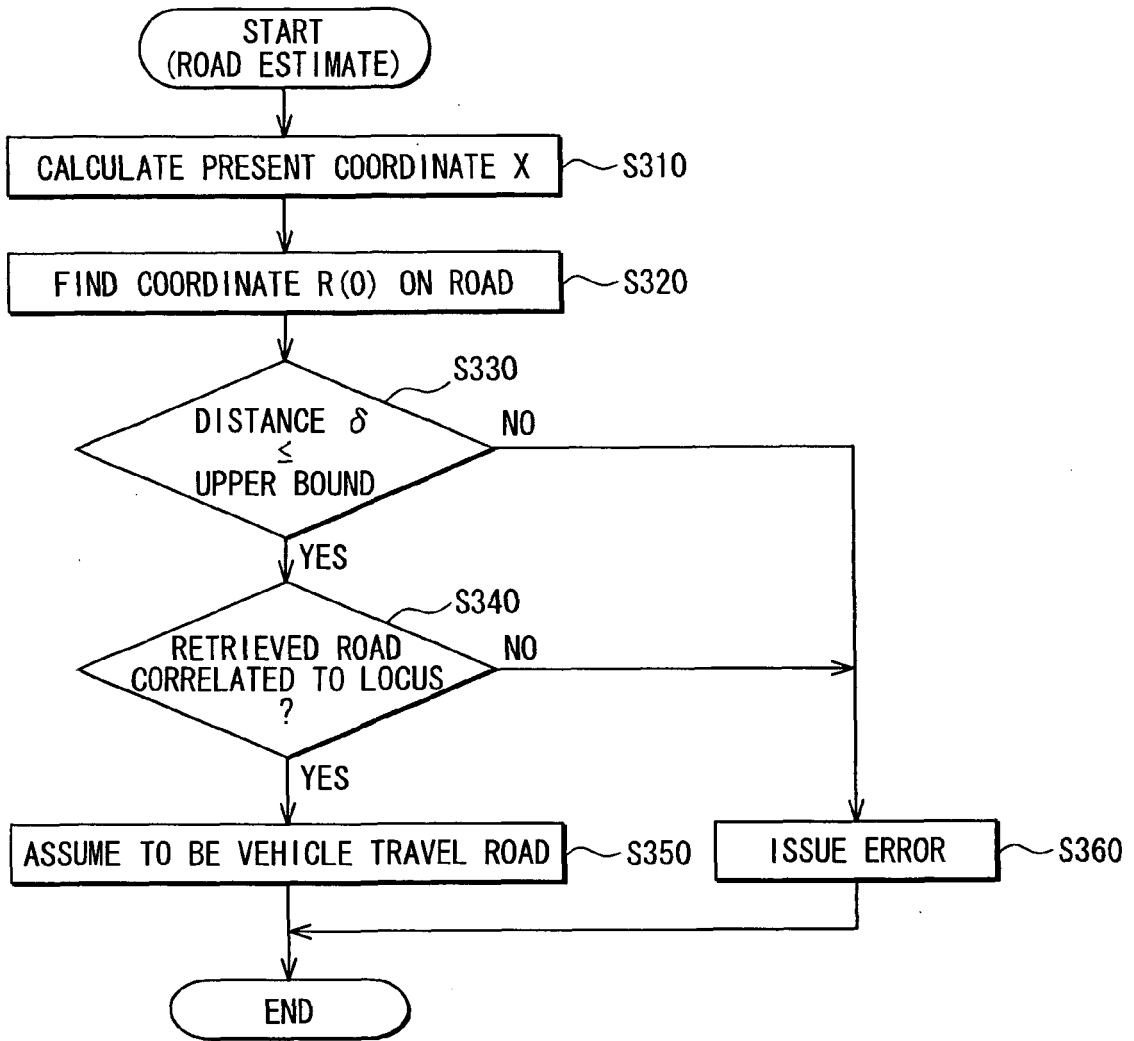 START
(ROAD ESTIMATE)
CALCULATE PRESENT COORDINATE X
S310
FIND COORDINATE R(0) ON ROAD
S320
S330
DISTANCE δ
≤
UPPER BOUND
NO
YES
S340
RETRIEVED ROAD
CORRELATED TO LOCUS
?
NO
YES
ASSUME TO BE VEHICLE TRAVEL ROAD
S350
ISSUE ERROR
S360
END